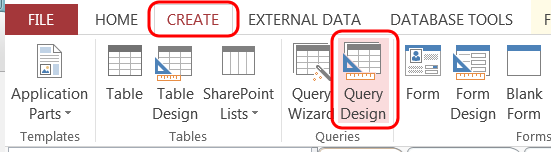 FILE HOME CREATE EXTERNAL DATA DATABASE TOOLS
Application Parts Table Table Design SharePoint Lists Query Wizard Query Design Form Form Design Blank Form
Templates Tables Queries Forms